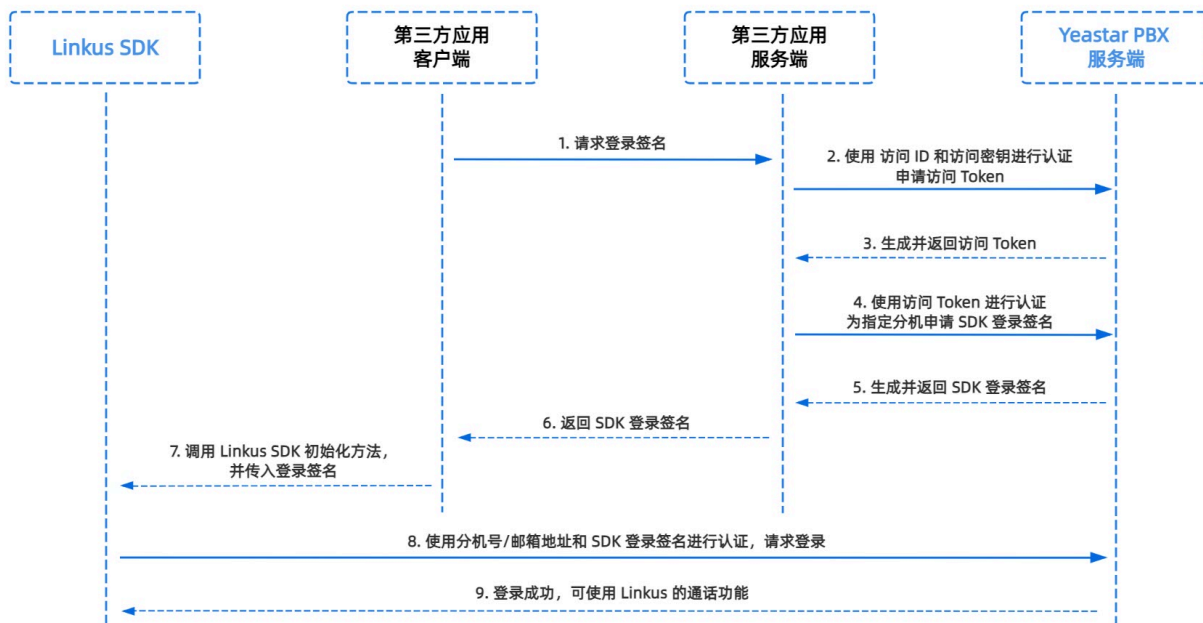 Linkus SDK
第三方应用
客户端
第三方应用
服务端
Yeastar PBX
服务端
1. 请求登录签名
2. 使用 访问 ID 和访问密钥进行认证
申请访问 Token
3. 生成并返回访问 Token
4. 使用访问 Token 进行认证
为指定分机申请 SDK 登录签名
5. 生成并返回 SDK 登录签名
6. 返回 SDK 登录签名
7. 调用 Linkus SDK 初始化方法，
并传入登录签名
8. 使用分机号/邮箱地址和 SDK 登录签名进行认证，请求登录
9. 登录成功，可使用 Linkus 的通话功能